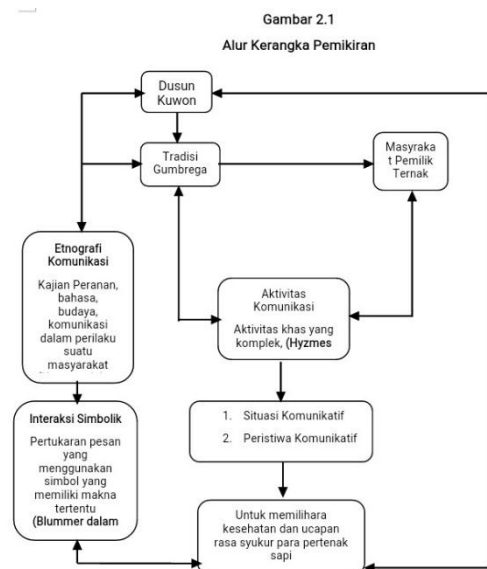 Gambar 2.1
Alur Kerangka Pemikiran
Dusun
Kuwon
Tradisi
Gumbrega
Masyraka
t Pemilik
Ternak
Etnografi
Komunikasi
Kajian Peranan,
bahasa,
budaya,
komunikasi
dalam perilaku
suatu
masyarakat
Aktivitas
Komunikasi
Aktivitas khas yang
komplek, (Hyzmes
Interaksi Simbolik
Pertukaran pesan
yang
menggunakan
simbol yang
memiliki makna
tertentu
(Blummer dalam
1. Situasi Komunikatif
2. Peristiwa Komunikatif
Untuk memilihara
kesehatan dan ucapan
rasa syukur para pertenak
sapi